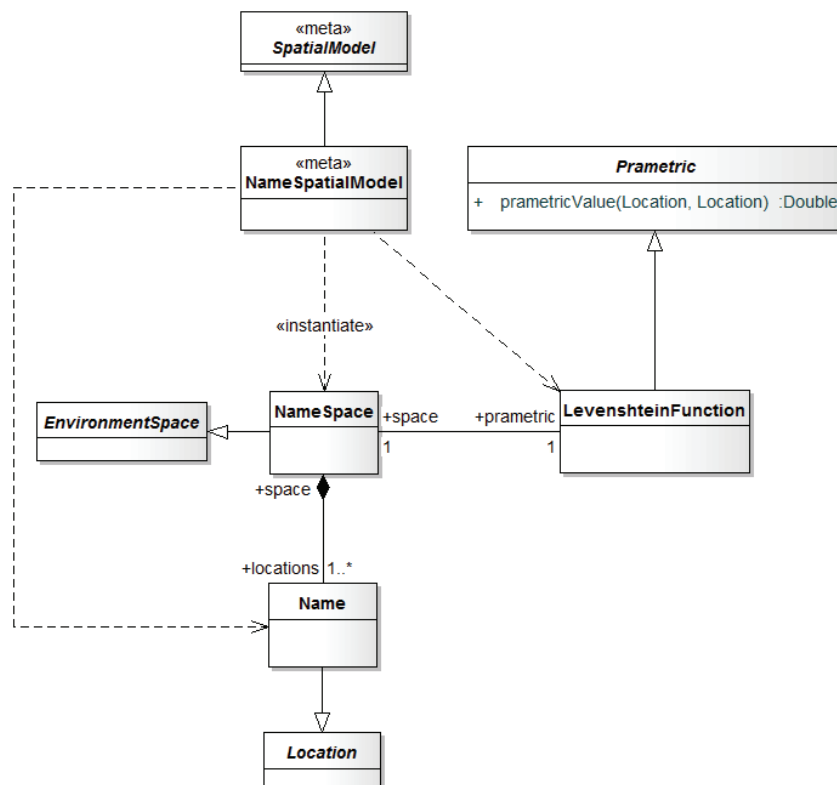 «meta»
SpatialModel
«meta»
NameSpatialModel
Prametric
+ prametricValue(Location, Location) :Double
«instantiate»
EnvironmentSpace
NameSpace
+space
1
+prametric
1
LevenshteinFunction
+space
+locations
1..*
Name
Location